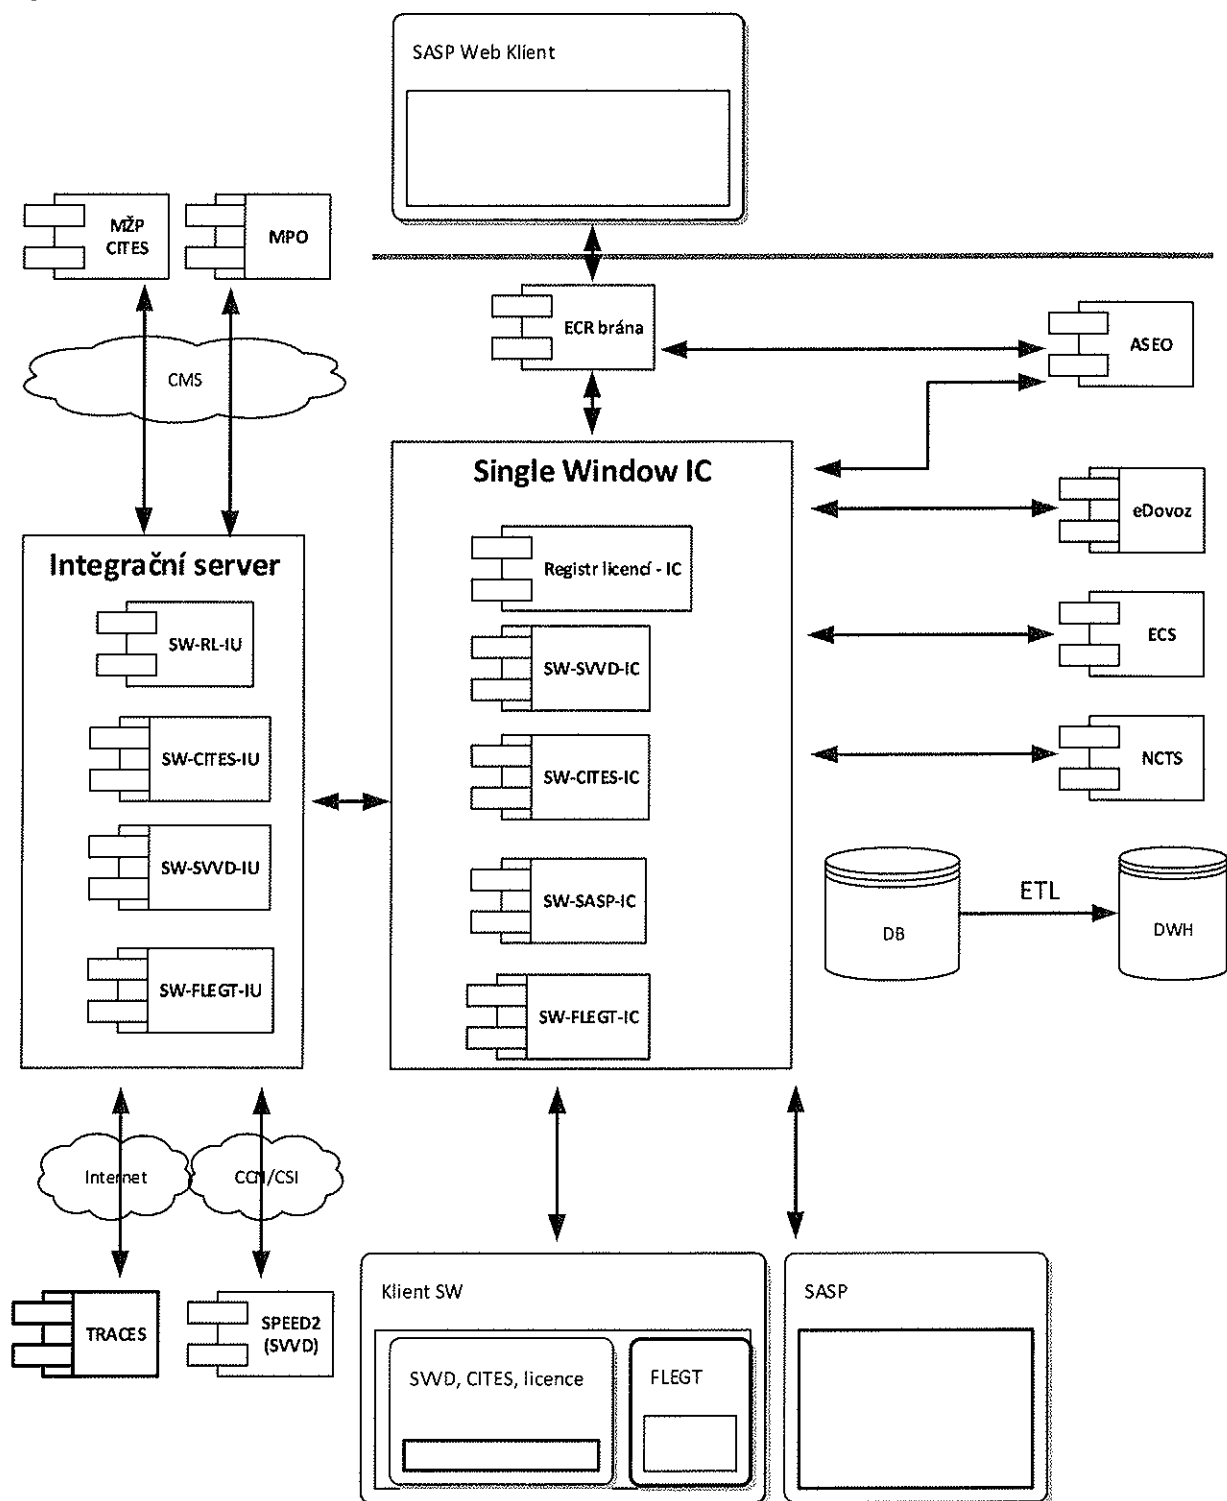 SASP Web Klient
MŽP
CITES
MPO
ECR brána
ASEO
CMS
Single Window IC
eDovoz
Integrační server
Registr licencí - IC
SW-RL-IU
SW-SVVD-IC
ECS
SW-CITES-IU
SW-CITES-IC
NCTS
SW-SVVD-IU
SW-SASP-IC
ETL
DB
DWH
SW-FLEGT-IU
SW-FLEGT-IC
Internet
CCN/CSI
Klient SW
SASP
TRACES
SPEED2
(SVVD)
SVVD, CITES, licence
FLEGT